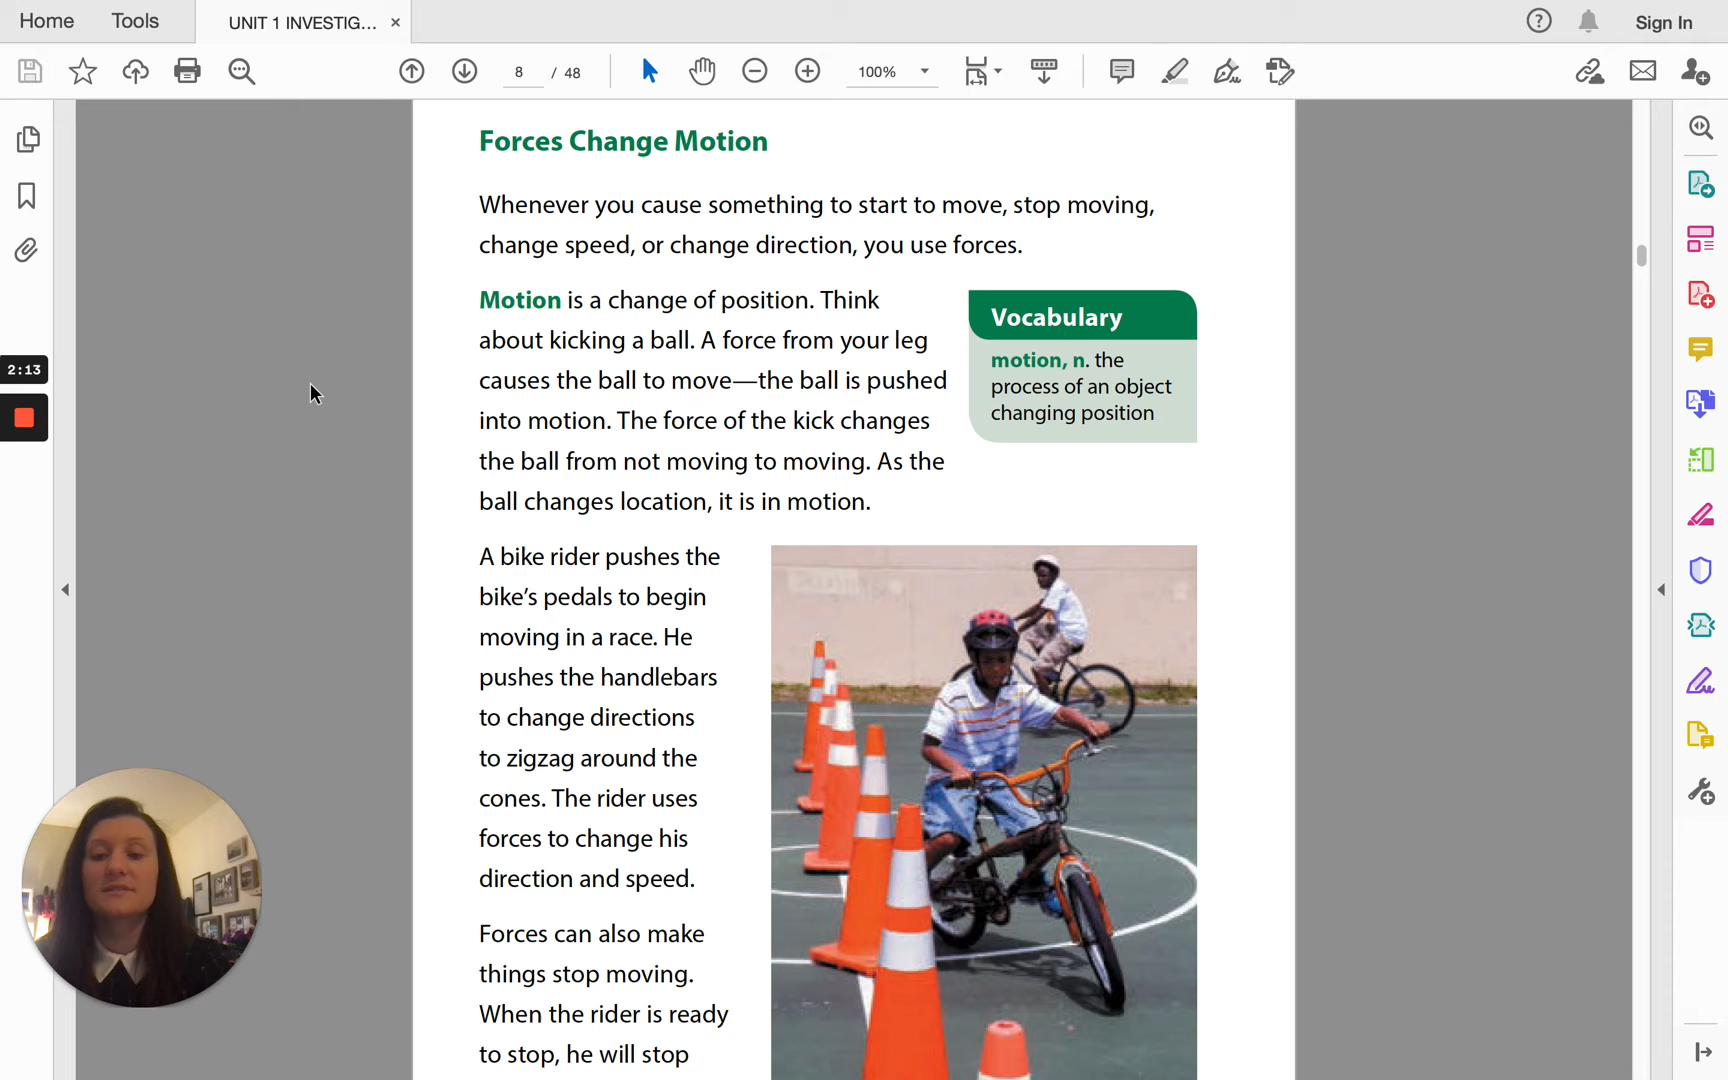 Home Tools UNIT 1 INVESTIG... × Sign In
8 / 48 100%
Forces Change Motion
Whenever you cause something to start to move, stop moving,
change speed, or change direction, you use forces.
Motion is a change of position. Think
about kicking a ball. A force from your leg
causes the ball to move—the ball is pushed
into motion. The force of the kick changes
the ball from not moving to moving. As the
ball changes location, it is in motion.
Vocabulary
motion, n. the
process of an object
changing position
2:13
A bike rider pushes the
bike's pedals to begin
moving in a race. He
pushes the handlebars
to change directions
to zigzag around the
cones. The rider uses
forces to change his
direction and speed.
Forces can also make
things stop moving.
When the rider is ready
to stop, he will stop